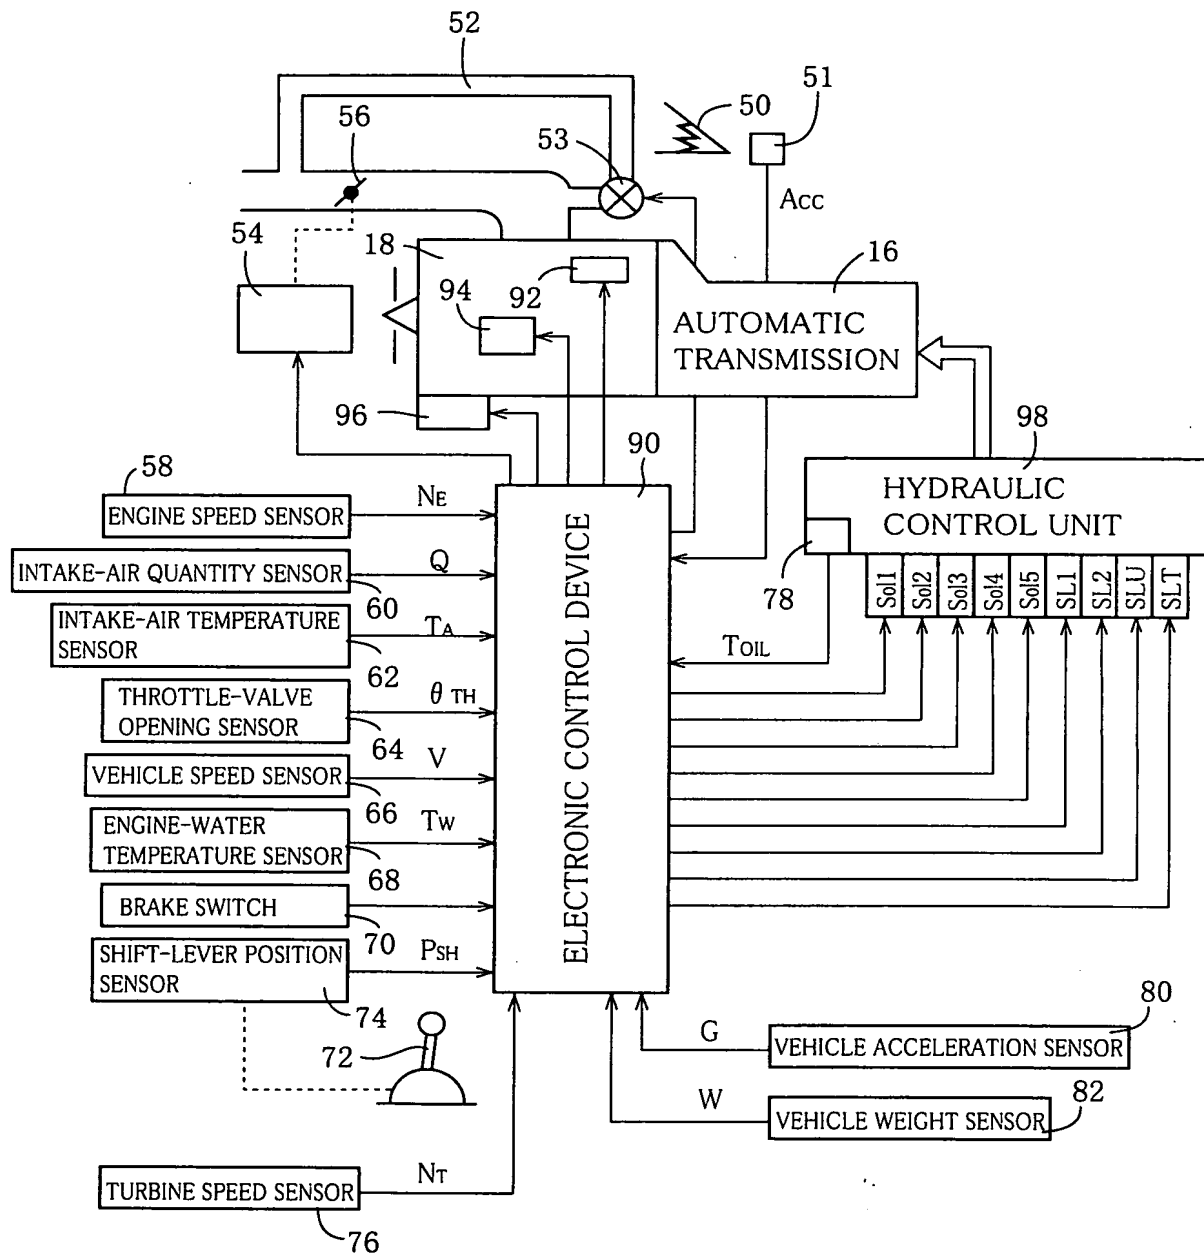 52
50
51
56
53
Acc
54
18
92
16
94
AUTOMATIC
TRANSMISSION
96
90
98
58
NE
HYDRAULIC
CONTROL UNIT
ENGINE SPEED SENSOR
INTAKE-AIR QUANTITY SENSOR
Q
60
78
Sol1
Sol2
Sol3
Sol4
Sol5
SL1
SL2
SLU
SLT
INTAKE-AIR TEMPERATURE
SENSOR
TA
62
TOIL
ELECTRONIC CONTROL DEVICE
THROTTLE-VALVE
OPENING SENSOR
θTH
64
VEHICLE SPEED SENSOR
V
66
ENGINE-WATER
TEMPERATURE SENSOR
TW
68
BRAKE SWITCH
70
SHIFT-LEVER POSITION
SENSOR
PSH
74
72
80
G
VEHICLE ACCELERATION SENSOR
W
VEHICLE WEIGHT SENSOR
82
TURBINE SPEED SENSOR
NT
76